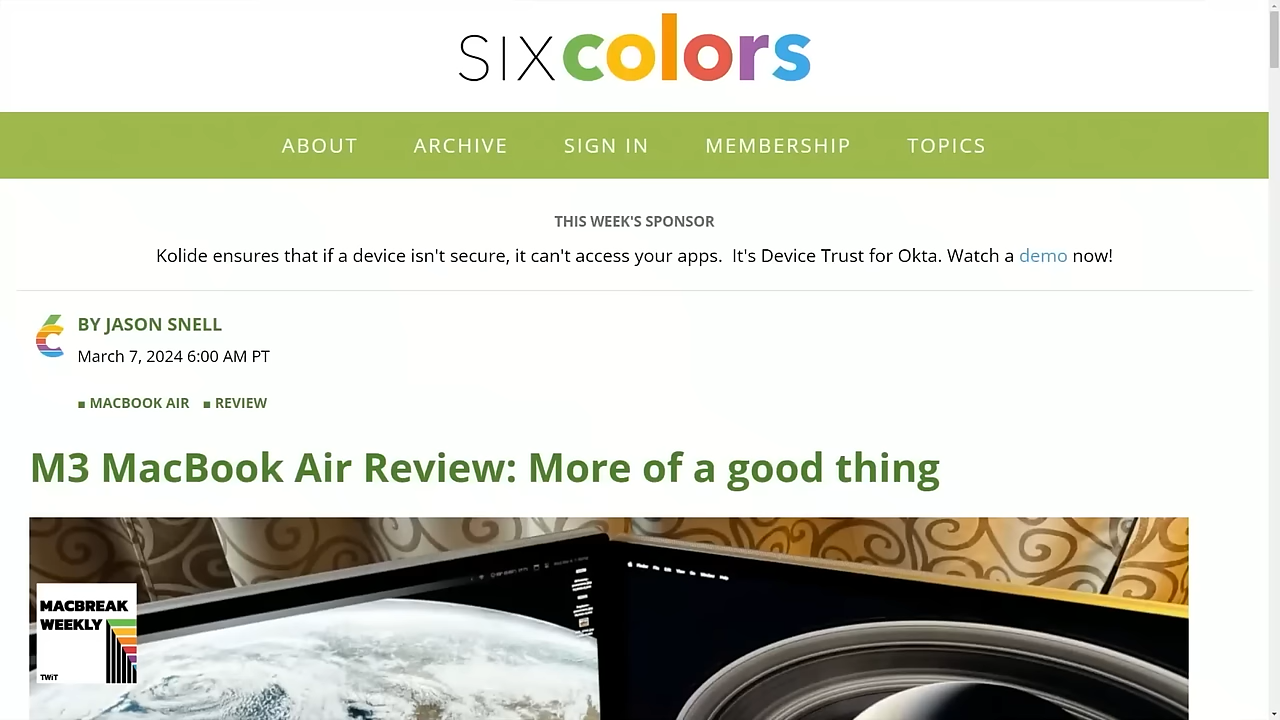 SIXcolors
ABOUT ARCHIVE SIGN IN MEMBERSHIP TOPICS
THIS WEEK'S SPONSOR
Kolide ensures that if a device isn't secure, it can't access your apps. It's Device Trust for Okta. Watch a demo now!
BY JASON SNELL
March 7, 2024 6:00 AM PT
MACBOOK AIR REVIEW
M3 MacBook Air Review: More of a good thing
MACBREAK
WEEKLY
TWiT